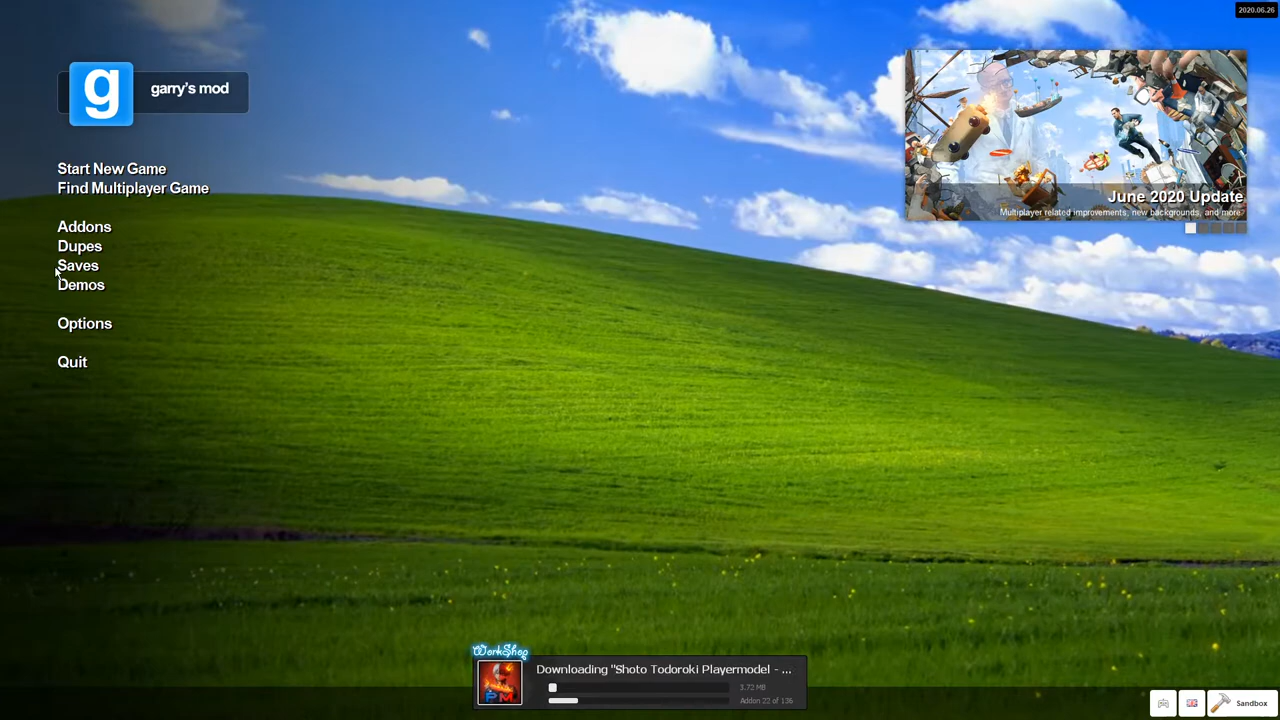 2020.06.26
g
garry's mod
Start New Game
Find Multiplayer Game
Addons
Dupes
Saves
Demos
Options
Quit
June 2020 Update
Multiplayer related improvements, new backgrounds, and more
WorkShop
PM
Downloading "Shoto Todoroki Playermodel - ...
3.72 MB
Addon 22 of 136
Sandbox